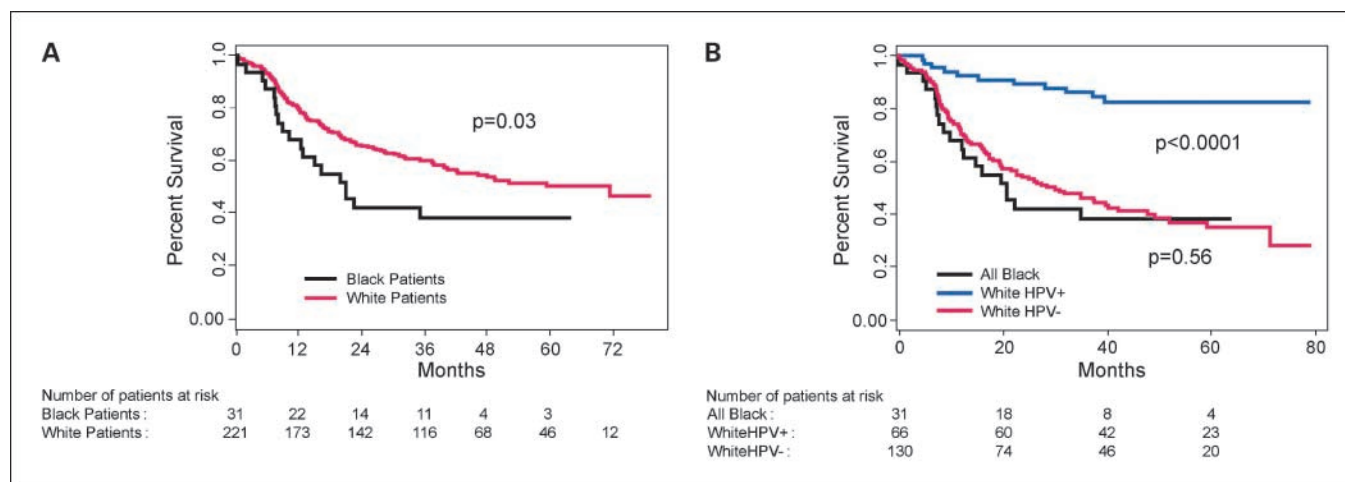 A
Percent Survival
1.0
0.8
0.6
0.4
0.2
0.00
p=0.03
Black Patients
White Patients
0 12 24 36 48 60 72
Months
Number of patients at risk
Black Patients : 31 22 14 11 4 3
White Patients : 221 173 142 116 68 46 12
B
Percent Survival
1.0
0.8
0.6
0.4
0.2
0.00
p<0.0001
p=0.56
All Black
White HPV+
White HPV-
0 20 40 60 80
Months
Number of patients at risk
All Black : 31 18 8 4
WhiteHPV+ : 66 60 42 23
WhiteHPV- : 130 74 46 20